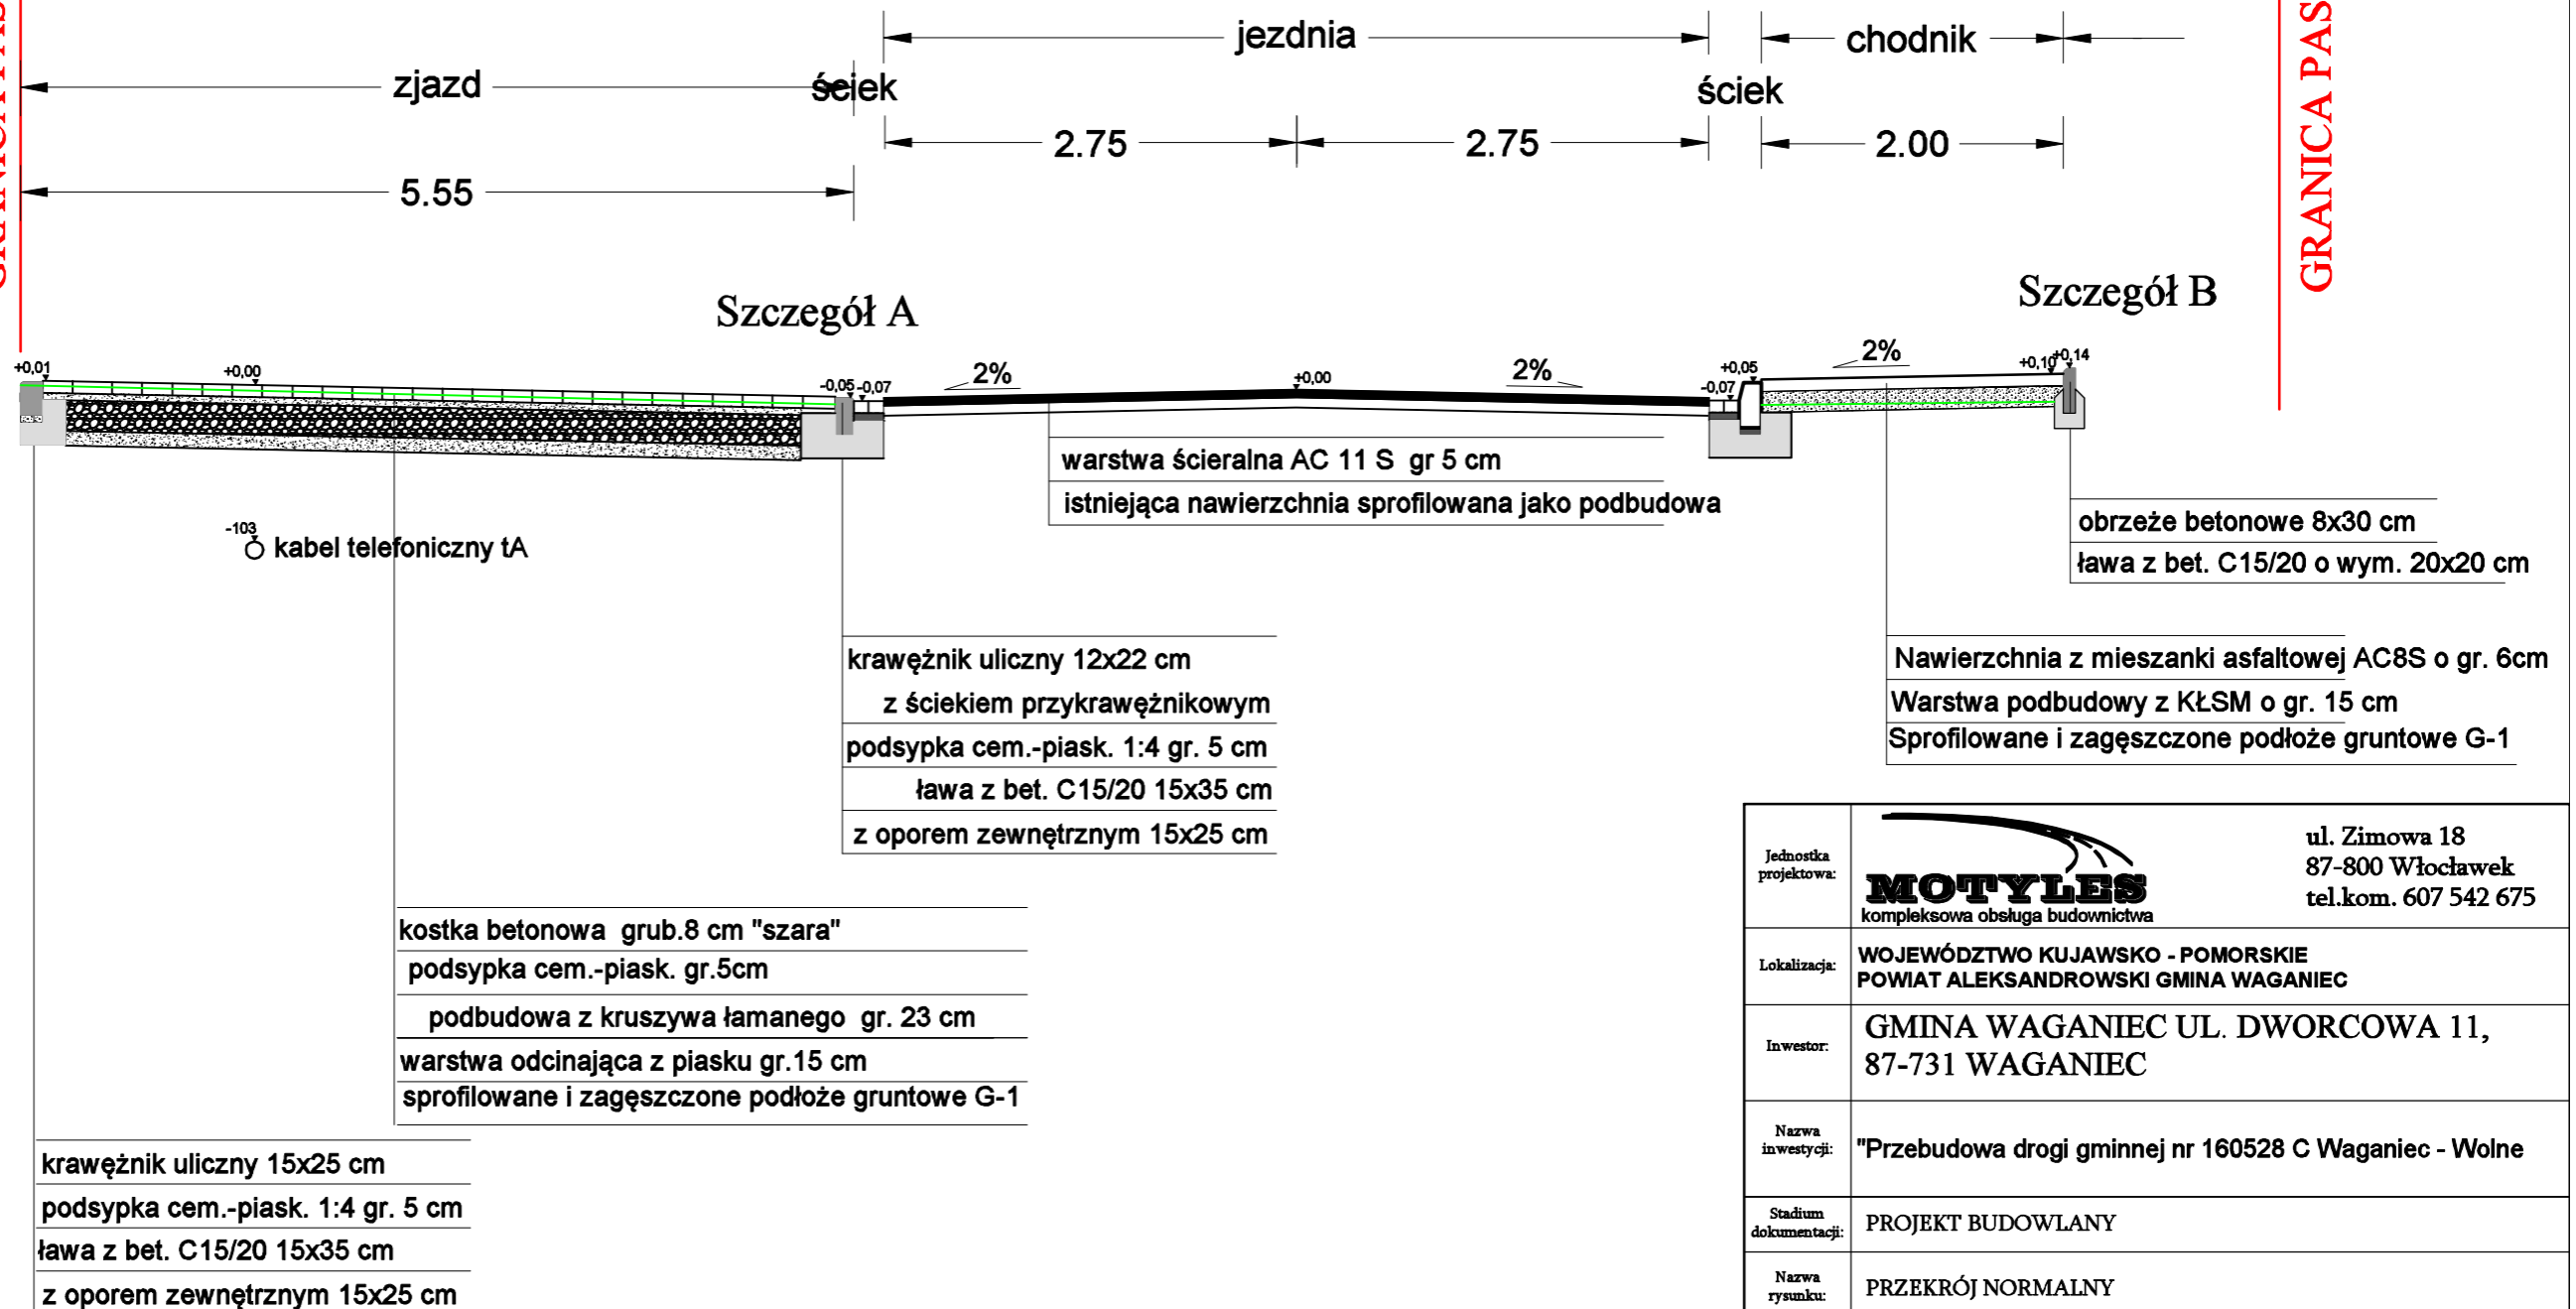 jezdnia
chodnik
zjazd
ściek
ściek
2.75
2.75
2.00
5.55
GRANICA PAS
Szczegół A
Szczegół B
+0,01
+0,00
-0,05
-0,07
2%
+0,00
2%
-0,07
+0,05
2%
+0,10
+0,14
warstwa ścieralna AC 11 S gr 5 cm
istniejąca nawierzchnia sprofilowana jako podbudowa
-103
kabel telefoniczny tA
obrzeże betonowe 8x30 cm
ława z bet. C15/20 o wym. 20x20 cm
krawężnik uliczny 12x22 cm
z ściekiem przykrawężnikowym
podsypka cem.-piask. 1:4 gr. 5 cm
ława z bet. C15/20 15x35 cm
z oporem zewnętrznym 15x25 cm
Nawierzchnia z mieszanki asfaltowej AC8S o gr. 6cm
Warstwa podbudowy z KŁSM o gr. 15 cm
Sprofilowane i zagęszczone podłoże gruntowe G-1
kostka betonowa grub.8 cm "szara"
podsypka cem.-piask. gr.5cm
podbudowa z kruszywa łamanego gr. 23 cm
warstwa odcinająca z piasku gr.15 cm
sprofilowane i zagęszczone podłoże gruntowe G-1
krawężnik uliczny 15x25 cm
podsypka cem.-piask. 1:4 gr. 5 cm
ława z bet. C15/20 15x35 cm
z oporem zewnętrznym 15x25 cm
Jednostka
projektowa:
MOTYLES
kompleksowa obsługa budownictwa
ul. Zimowa 18
87-800 Włocławek
tel.kom. 607 542 675
Lokalizacja:
WOJEWÓDZTWO KUJAWSKO - POMORSKIE
POWIAT ALEKSANDROWSKI GMINA WAGANIEC
Inwestor:
GMINA WAGANIEC UL. DWORCOWA 11,
87-731 WAGANIEC
Nazwa
inwestycji:
"Przebudowa drogi gminnej nr 160528 C Waganiec - Wolne
Stadium
dokumentacji:
PROJEKT BUDOWLANY
Nazwa
rysunku:
PRZEKRÓJ NORMALNY